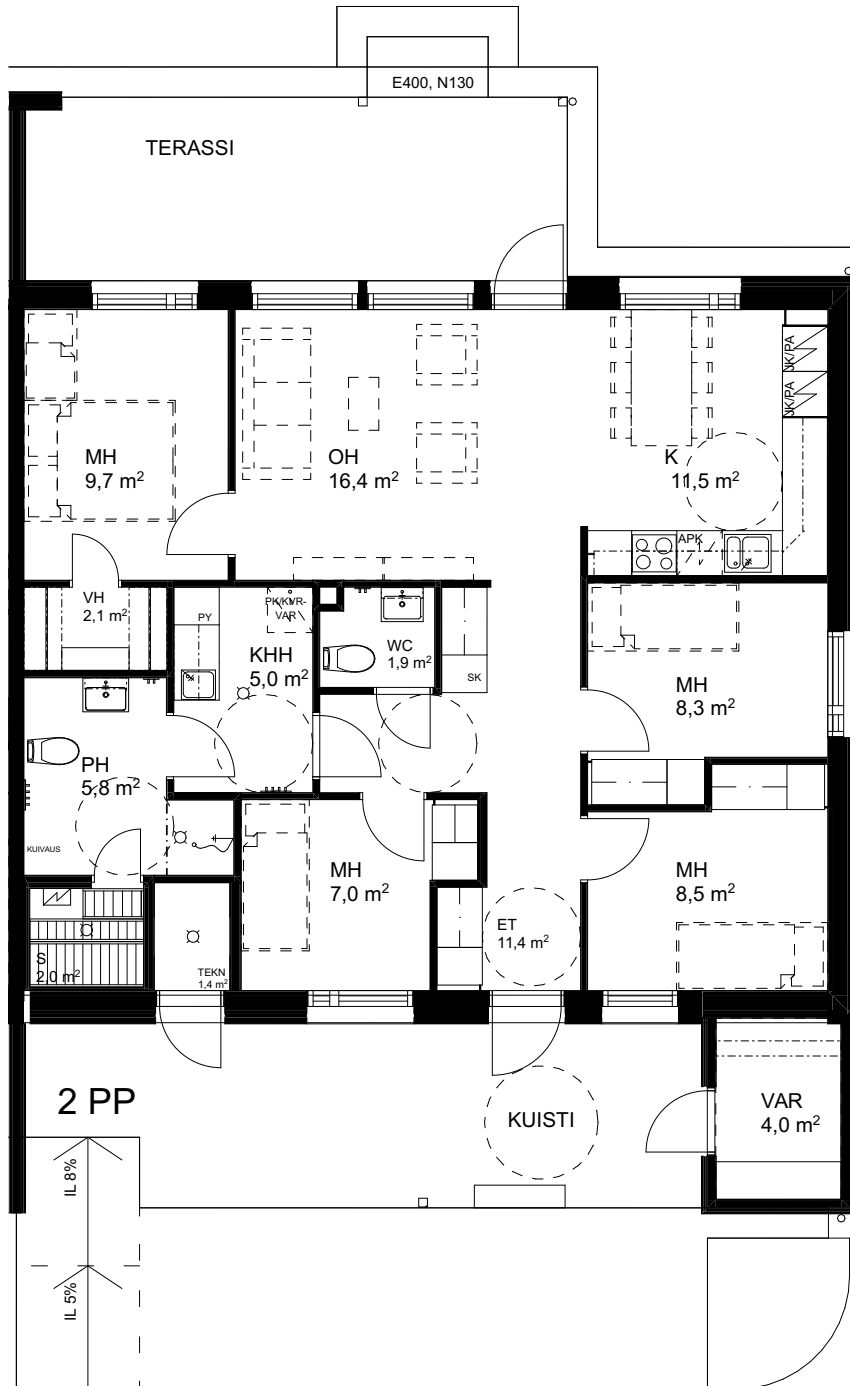 E400, N130
TERASSI
JK/PA
JK/PA
MH
9,7 m²
OH
16,4 m²
K
11,5 m²
APK
VH
2,1 m²
PY
PK/KVR-
VAR
KHH
5,0 m²
WC
1,9 m²
SK
MH
8,3 m²
PH
5,8 m²
KUIVAUS
MH
7,0 m²
MH
8,5 m²
ET
11,4 m²
S
2,0 m²
TEKN
1,4 m²
2 PP
KUISTI
VAR
4,0 m²
IL 8%
IL 5%